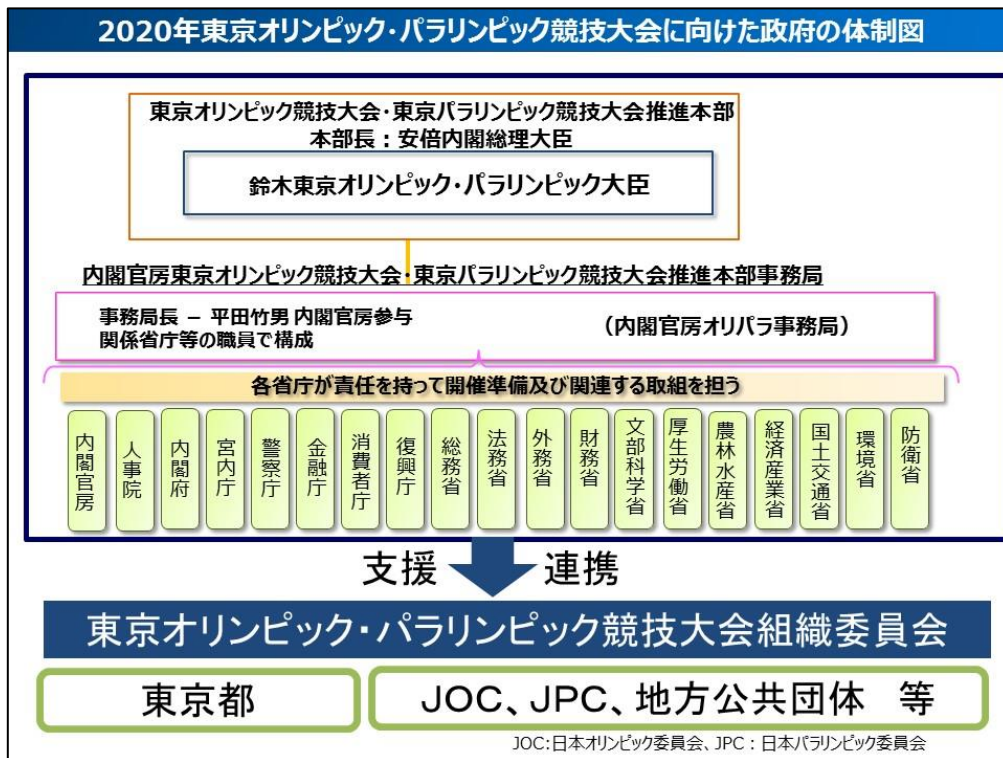 2020年東京オリンピック・パラリンピック競技大会に向けた政府の体制図
東京オリンピック競技大会・東京パラリンピック競技大会推進本部
本部長：安倍内閣総理大臣
鈴木東京オリンピック・パラリンピック大臣
内閣官房東京オリンピック競技大会・東京パラリンピック競技大会推進本部事務局
事務局長 － 平田竹男 内閣官房参与
関係省庁等の職員で構成
（内閣官房オリパラ事務局）
各省庁が責任を持って開催準備及び関連する取組を担う
内閣官房
人事院
内閣府
宮内庁
警察庁
金融庁
消費者庁
復興庁
総務省
法務省
外務省
財務省
文部科学省
厚生労働省
農林水産省
経済産業省
国土交通省
環境省
防衛省
支援 連携
東京オリンピック・パラリンピック競技大会組織委員会
東京都
JOC、JPC、地方公共団体 等
JOC:日本オリンピック委員会、JPC：日本パラリンピック委員会